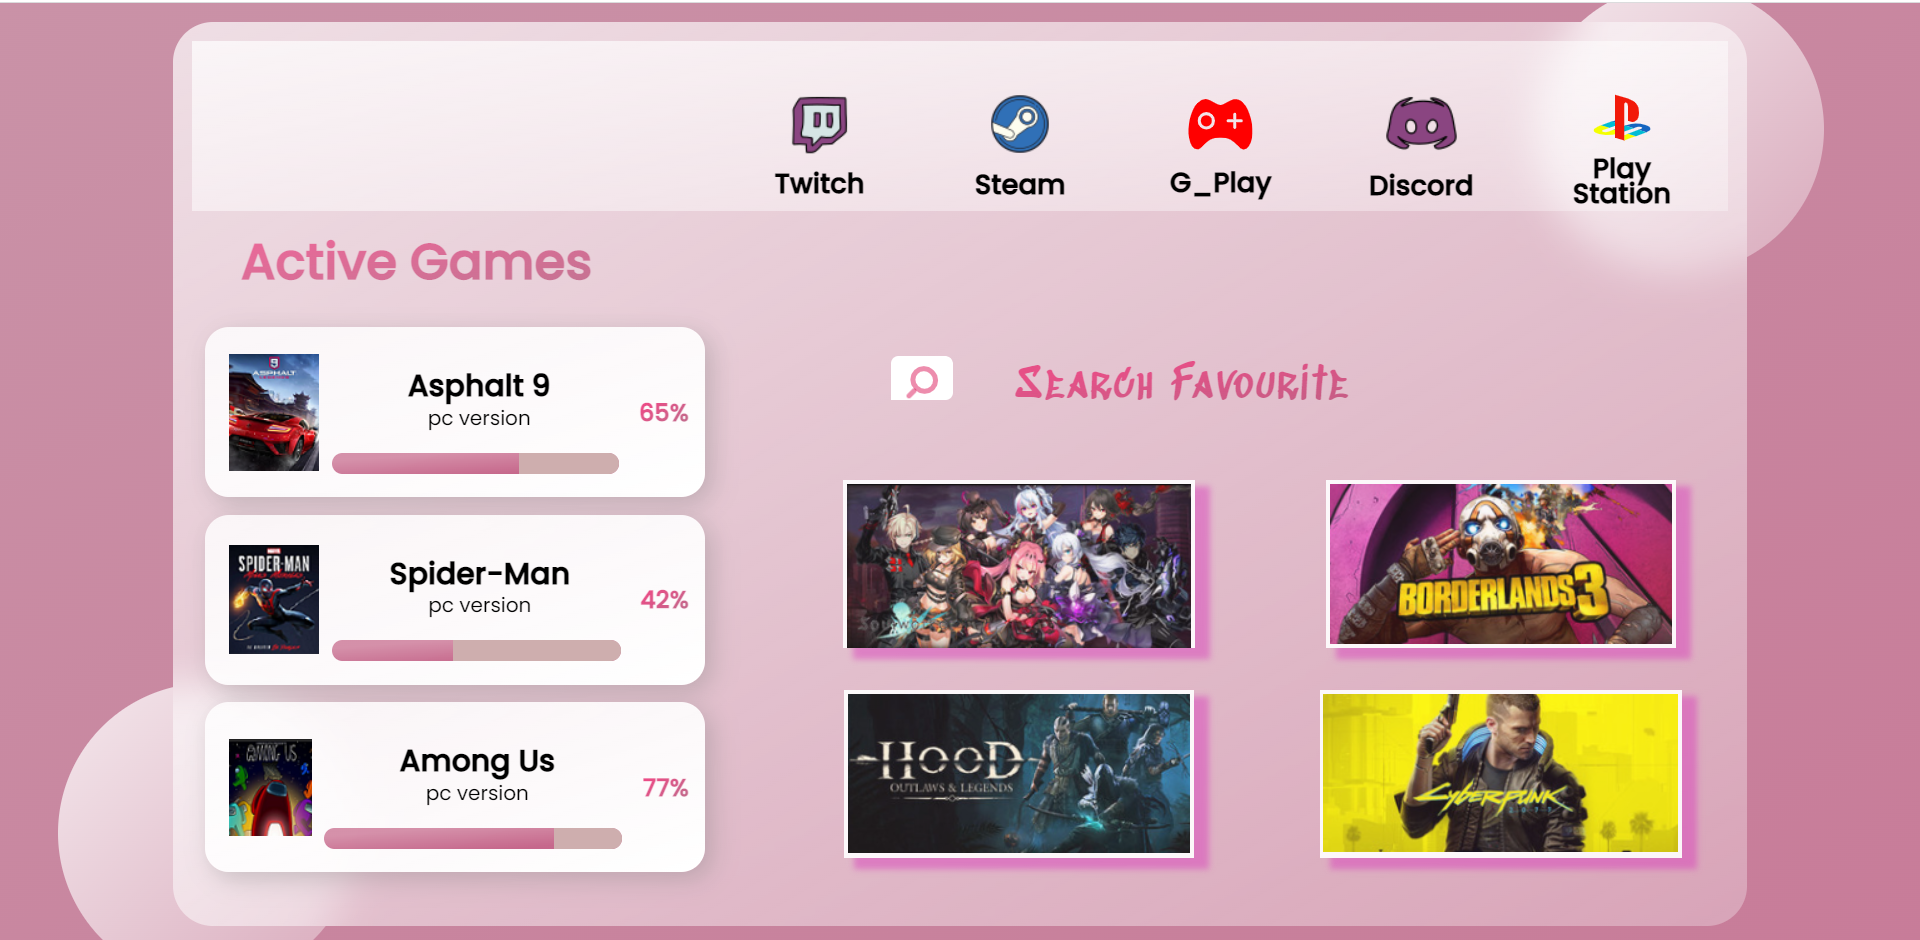 Twitch
Steam
G_Play
Discord
Play
Station
Active Games
9
ASPHALT
Asphalt 9
pc version
65%
Search Favourite
SPIDER-MAN
Spider-Man
pc version
42%
BORDERLANDS 3
AMONG US
Among Us
pc version
77%
HOOD
OUTLAWS & LEGENDS
CYBERPUNK